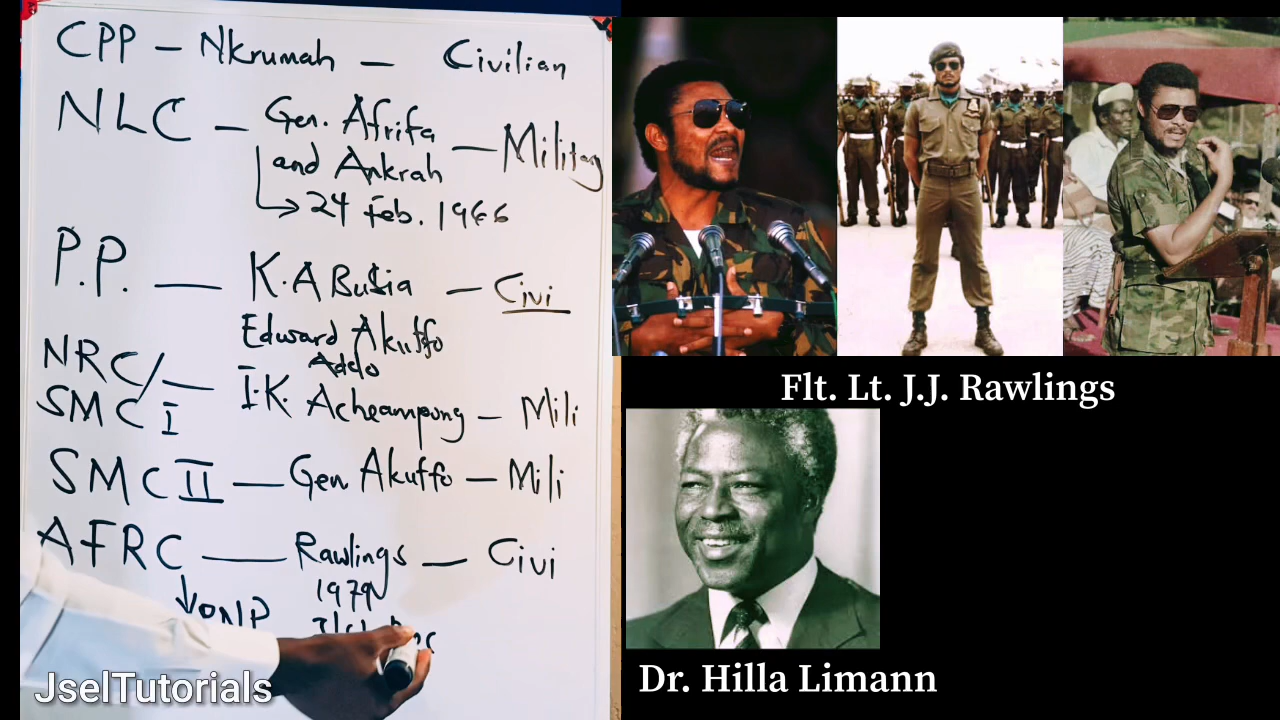 CPP – Nkrumah – Civilian
NLC – Gen. Afrifa
and Ankrah – Military
→ 24 Feb. 1966
P.P. — K.A Busia – Civi
Edward Akuffo
Addo
NRC/
SMC I — I.K. Acheampong – Mili
SMC II — Gen Akuffo – Mili
AFRC — Rawlings – Civi
1979
↓
Flt. Lt. J.J. Rawlings
Dr. Hilla Limann
JselTutorials